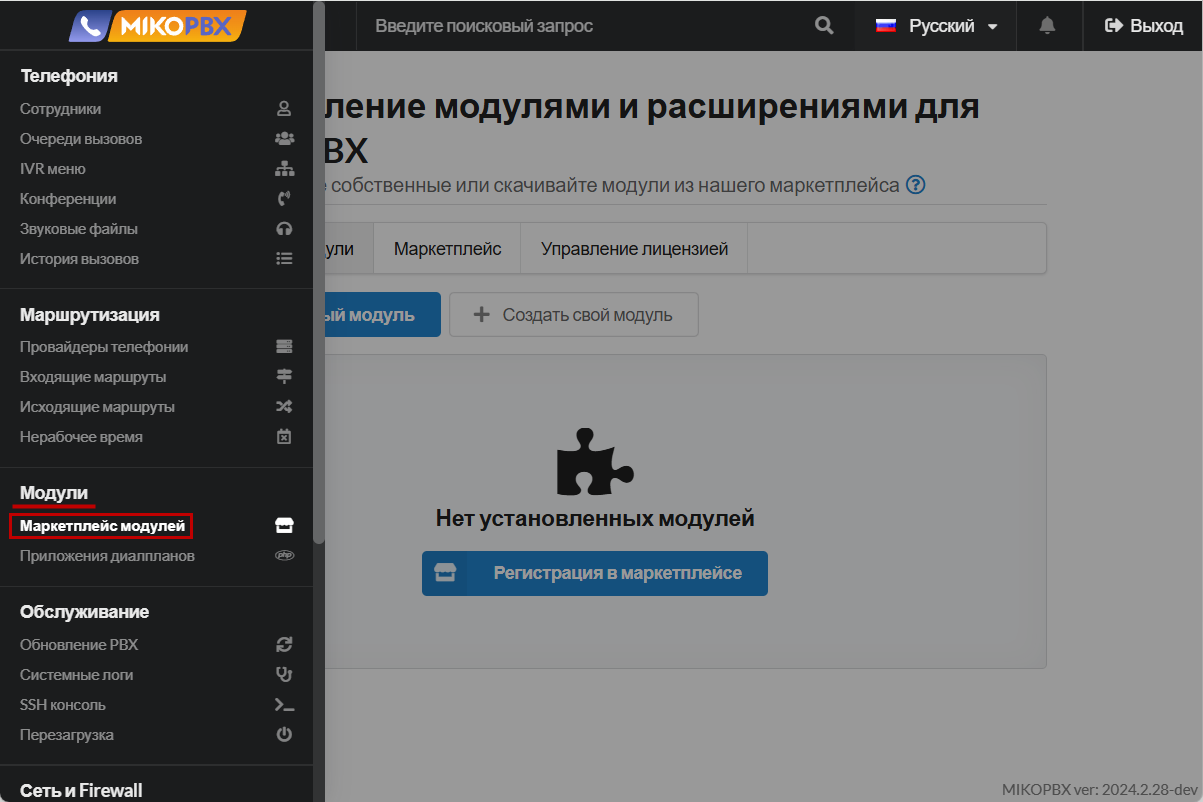 MIKOPBX
Введите поисковый запрос
Русский
Выход
Телефония
Сотрудники
Очереди вызовов
IVR меню
Конференции
Звуковые файлы
История вызовов
Маршрутизация
Провайдеры телефонии
Входящие маршруты
Исходящие маршруты
Нерабочее время
Модули
Маркетплейс модулей
Приложения диалпланов
php
Обслуживание
Обновление PBX
Системные логи
SSH консоль
Перезагрузка
Сеть и Firewall
ление модулями и расширениями для
BX
собственные или скачивайте модули из нашего маркетплейса
ули
Маркетплейс
Управление лицензией
ый модуль
Создать свой модуль
Нет установленных модулей
Регистрация в маркетплейсе
MIKOPBX ver: 2024.2.28-dev